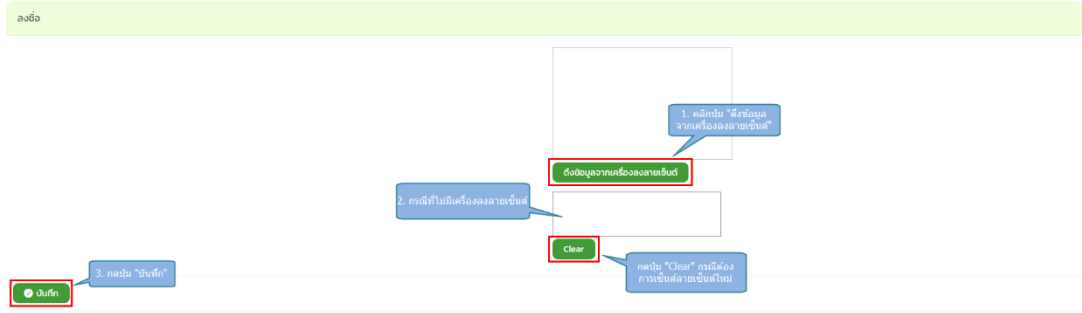 ลงชื่อ
1. คลิกปุ่ม "ดึงข้อมูล
จากเครื่องลงลายเซ็นต์"
ดึงข้อมูลจากเครื่องลงลายเซ็นต์
2. กรณีที่ไม่มีเครื่องลงลายเซ็นต์
Clear
กดปุ่ม "Clear" กรณีต้อง
การเซ็นต์ลายเซ็นต์ใหม่
3. กดปุ่ม "บันทึก"
บันทึก